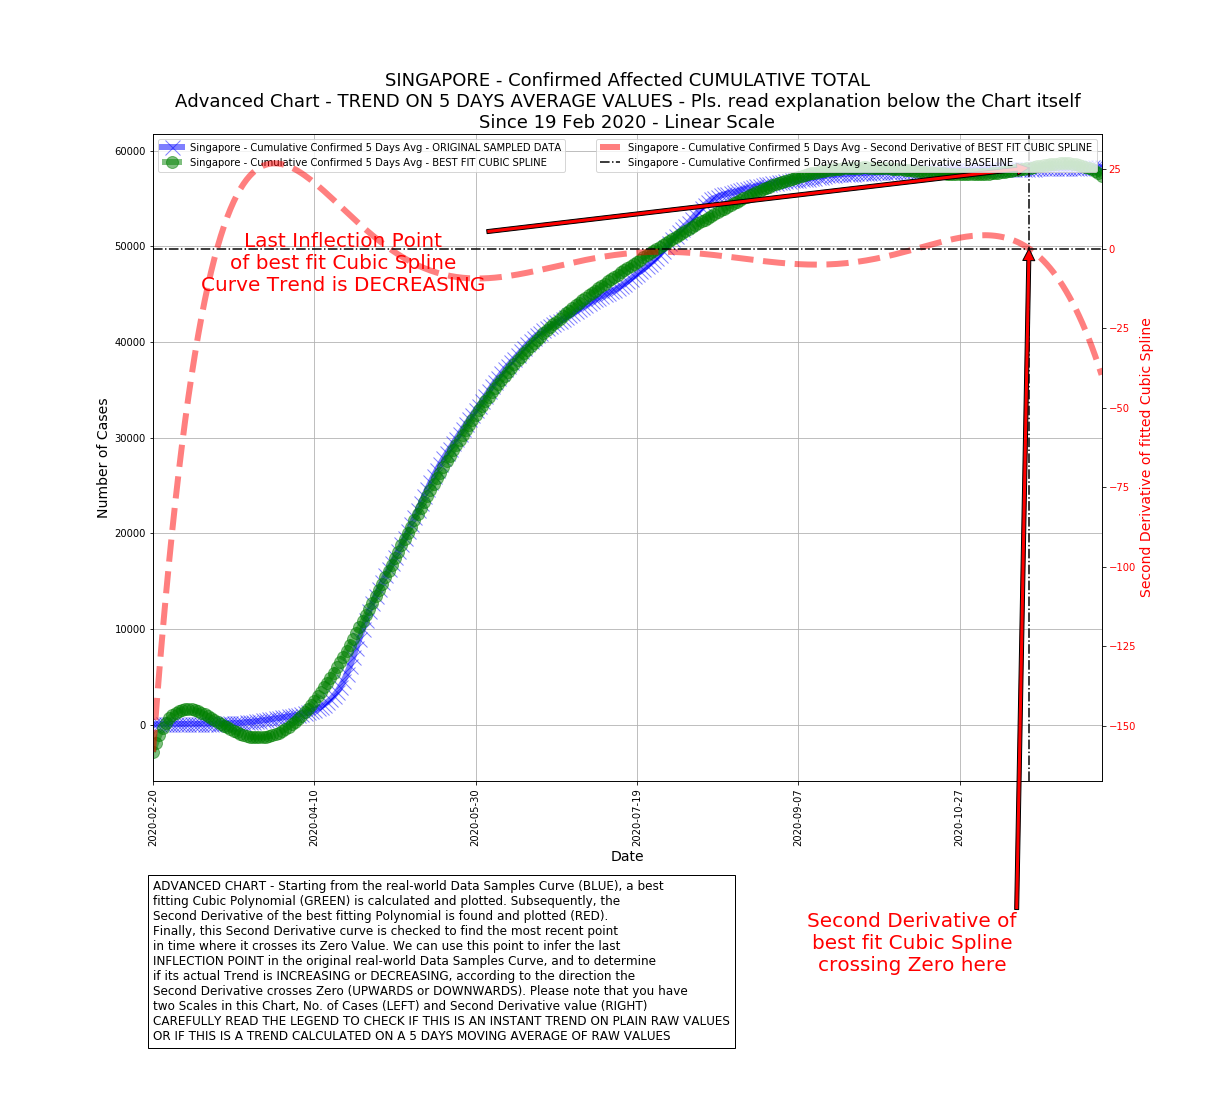 SINGAPORE - Confirmed Affected CUMULATIVE TOTAL
Advanced Chart - TREND ON 5 DAYS AVERAGE VALUES - Pls. read explanation below the Chart itself
Since 19 Feb 2020 - Linear Scale
Singapore - Cumulative Confirmed 5 Days Avg - ORIGINAL SAMPLED DATA
Singapore - Cumulative Confirmed 5 Days Avg - BEST FIT CUBIC SPLINE
Singapore - Cumulative Confirmed 5 Days Avg - Second Derivative of BEST FIT CUBIC SPLINE
Singapore - Cumulative Confirmed 5 Days Avg - Second Derivative BASELINE
Last Inflection Point
of best fit Cubic Spline
Curve Trend is DECREASING
Number of Cases
60000
50000
40000
30000
20000
10000
0
25
0
−25
−50
−75
−100
−125
−150
Second Derivative of fitted Cubic Spline
2020-02-20
2020-04-10
2020-05-30
2020-07-19
2020-09-07
2020-10-27
Date
ADVANCED CHART - Starting from the real-world Data Samples Curve (BLUE), a best
fitting Cubic Polynomial (GREEN) is calculated and plotted. Subsequently, the
Second Derivative of the best fitting Polynomial is found and plotted (RED).
Finally, this Second Derivative curve is checked to find the most recent point
in time where it crosses its Zero Value. We can use this point to infer the last
INFLECTION POINT in the original real-world Data Samples Curve, and to determine
if its actual Trend is INCREASING or DECREASING, according to the direction the
Second Derivative crosses Zero (UPWARDS or DOWNWARDS). Please note that you have
two Scales in this Chart, No. of Cases (LEFT) and Second Derivative value (RIGHT)
CAREFULLY READ THE LEGEND TO CHECK IF THIS IS AN INSTANT TREND ON PLAIN RAW VALUES
OR IF THIS IS A TREND CALCULATED ON A 5 DAYS MOVING AVERAGE OF RAW VALUES
Second Derivative of
best fit Cubic Spline
crossing Zero here